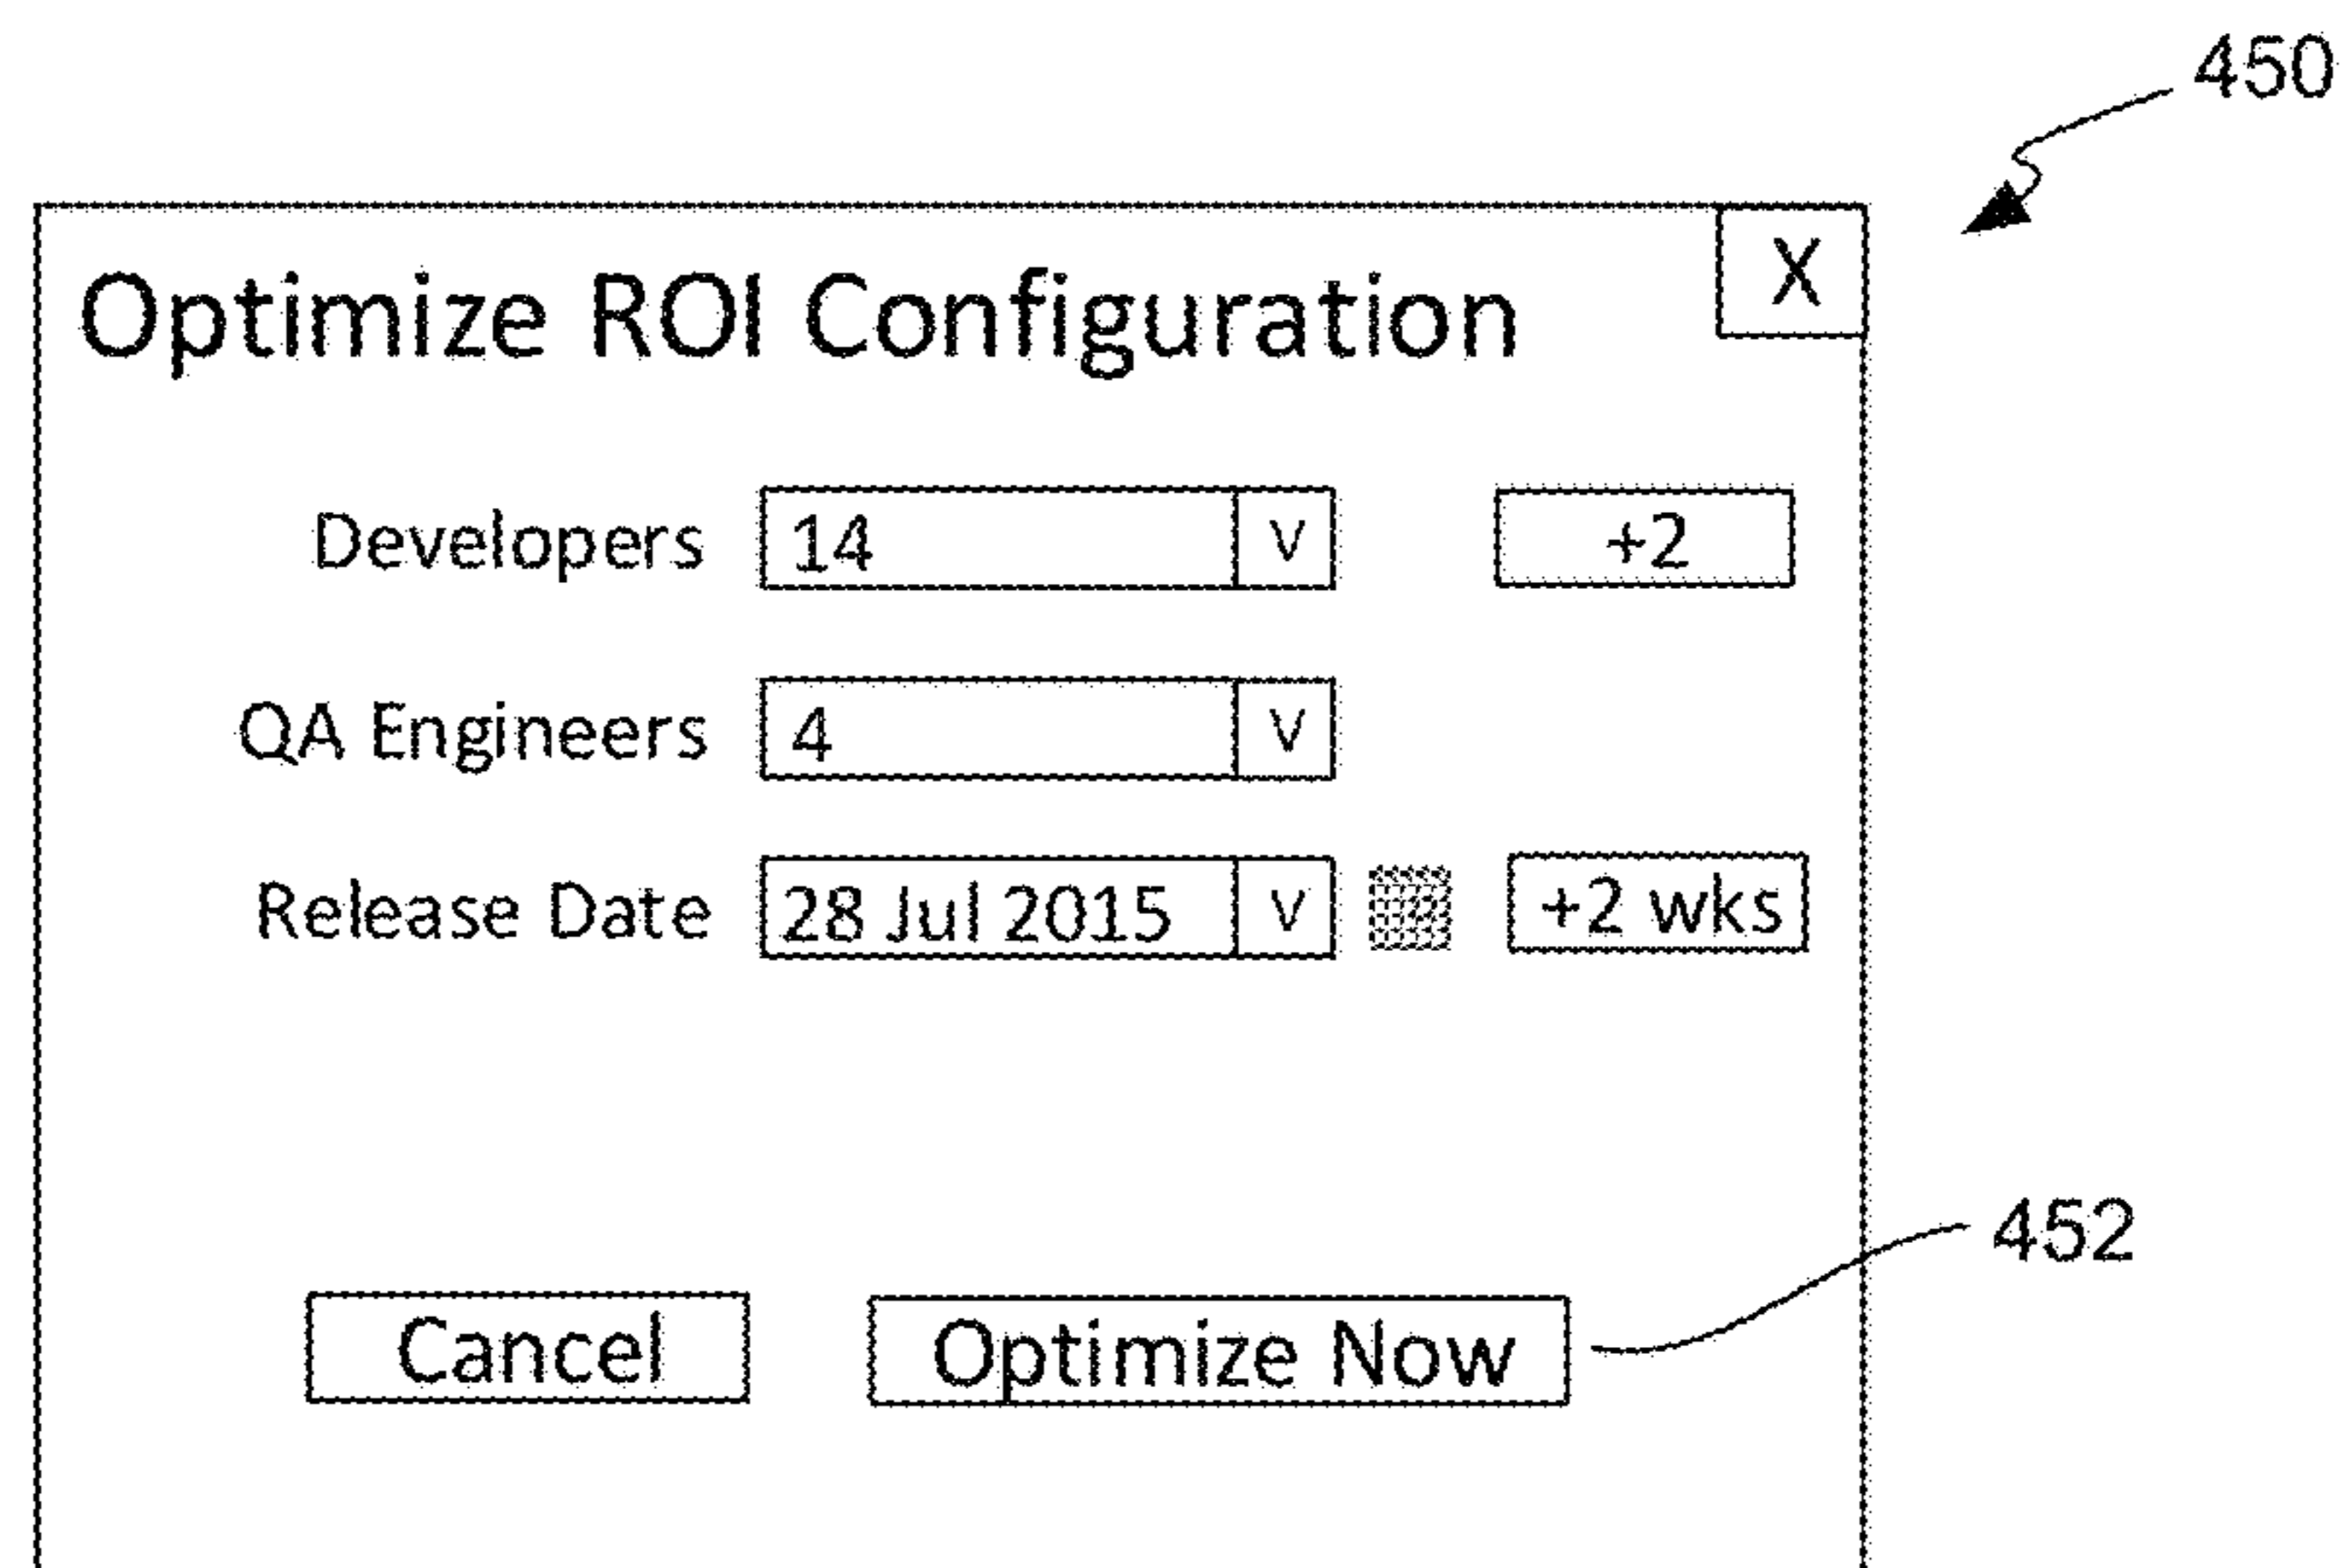 450
X
Optimize ROI Configuration
Developers 14 V +2
QA Engineers 4 V
Release Date 28 Jul 2015 V +2 wks
452
Cancel Optimize Now